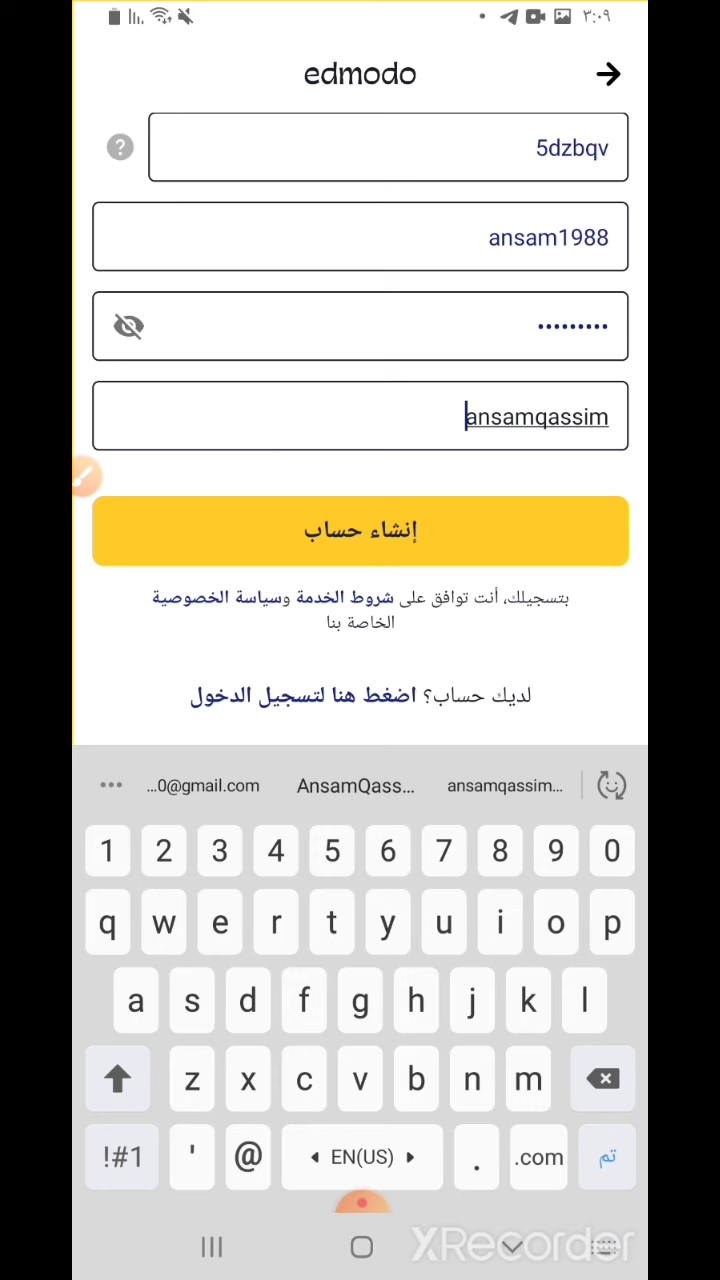 ٣:٠٩
edmodo
5dzbqv
ansam1988
•••••••••
ansamqassim
إنشاء حساب
بتسجيلك، أنت توافق على شروط الخدمة وسياسة الخصوصية
الخاصة بنا
لديك حساب؟ اضغط هنا لتسجيل الدخول
...0@gmail.com AnsamQass... ansamqassim...
1 2 3 4 5 6 7 8 9 0
q w e r t y u i o p
a s d f g h j k l
z x c v b n m
!#1 ' @ EN(US) . .com تم
XRecorder